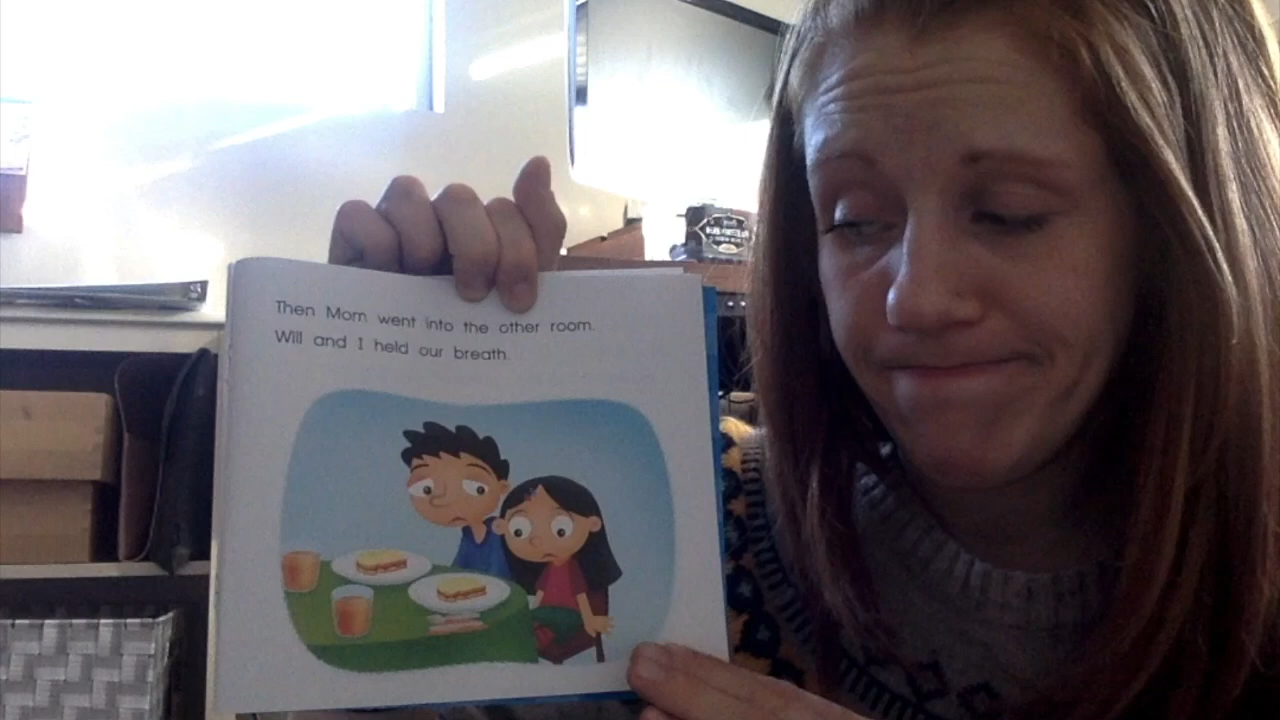 Then Mom went into the other room.
Will and I held our breath.